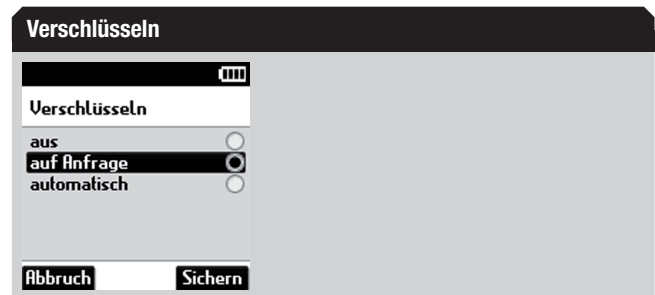 Verschlüsseln
Verschlüsseln
aus
auf Anfrage
automatisch
Abbruch Sichern